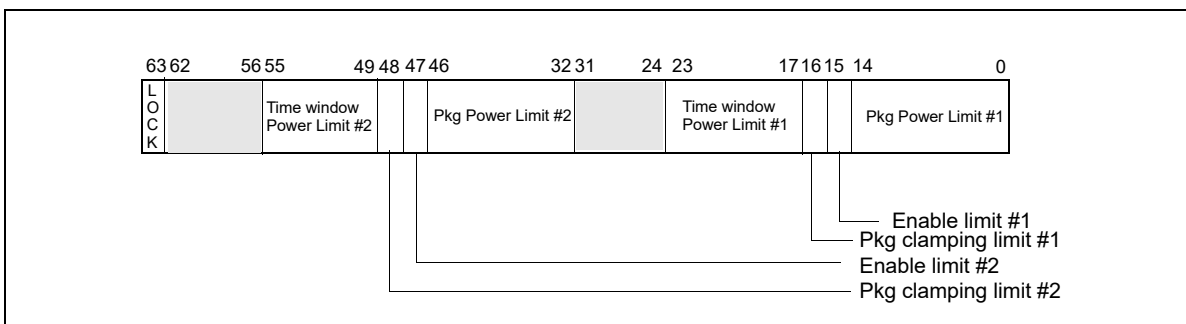 63 62 56 55 49 48 47 46 32 31 24 23 17 16 15 14 0
L
O
C
K
Time window
Power Limit #2
Pkg Power Limit #2
Time window
Power Limit #1
Pkg Power Limit #1
Enable limit #1
Pkg clamping limit #1
Enable limit #2
Pkg clamping limit #2